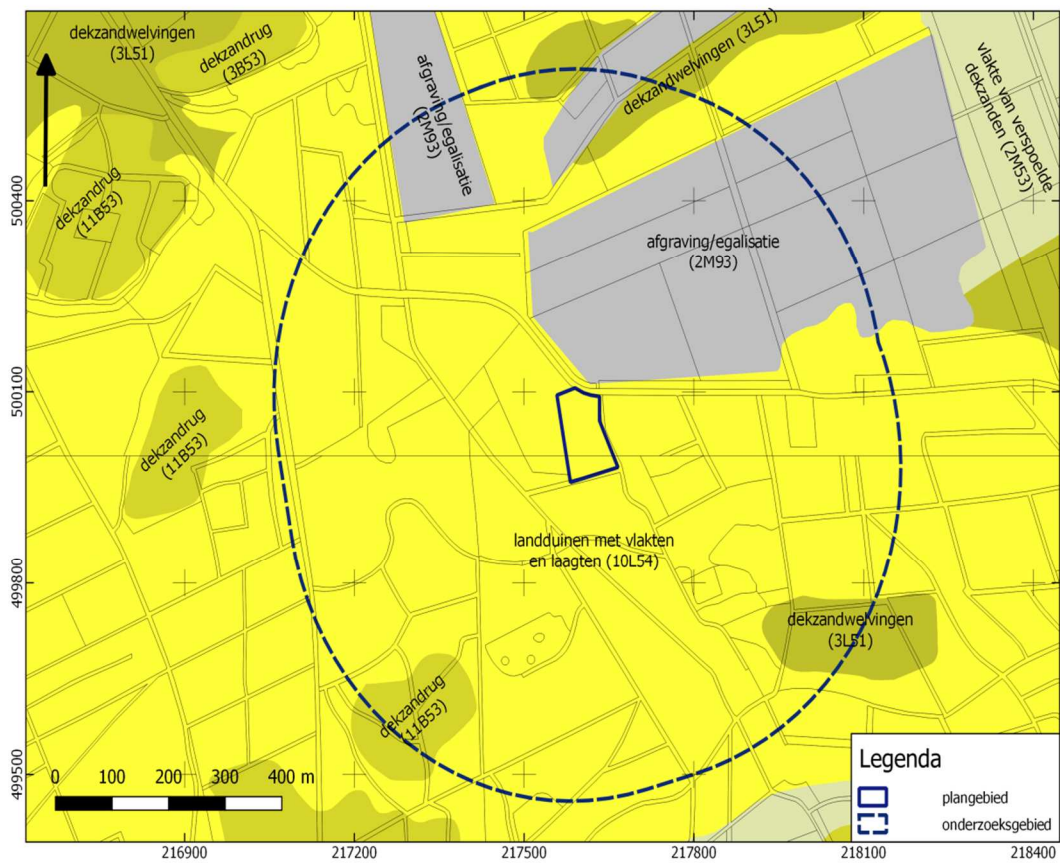 dekzandwelvingen
(3L51)
dekzandrug
(3B53)
afgraving/egalisatie
(2M93)
dekzandwelvingen (3L51)
vlakte van verspoelde
dekzanden (2M53)
dekzandrug
(11B53)
afgraving/egalisatie
(2M93)
dekzandrug
(11B53)
landduinen met vlakten
en laagten (10L54)
dekzandwelvingen
(3L51)
dekzandrug
(11B53)
500400
500100
499800
499500
0 100 200 300 400 m
Legenda
plangebied
onderzoeksgebied
216900 217200 217500 217800 218100 218400